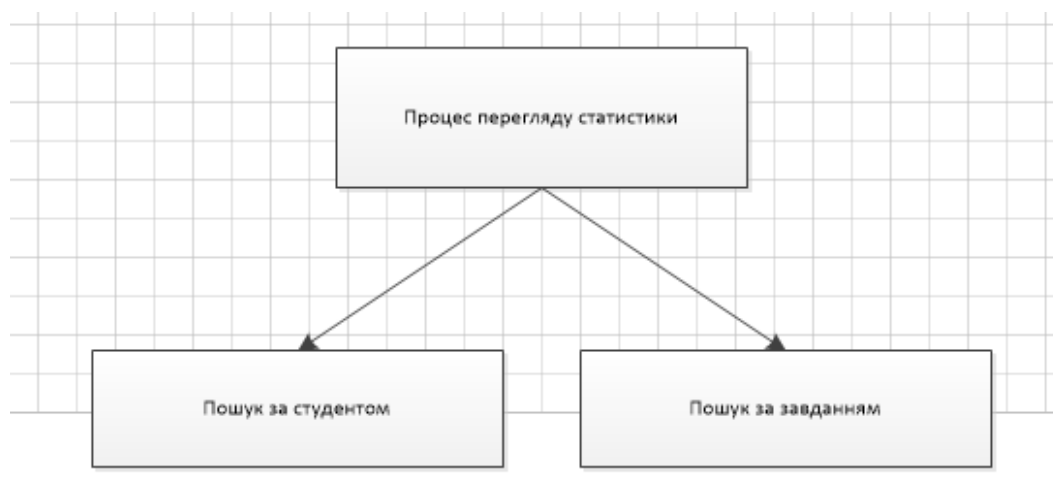 Процес перегляду статистики
Пошук за студентом
Пошук за завданням